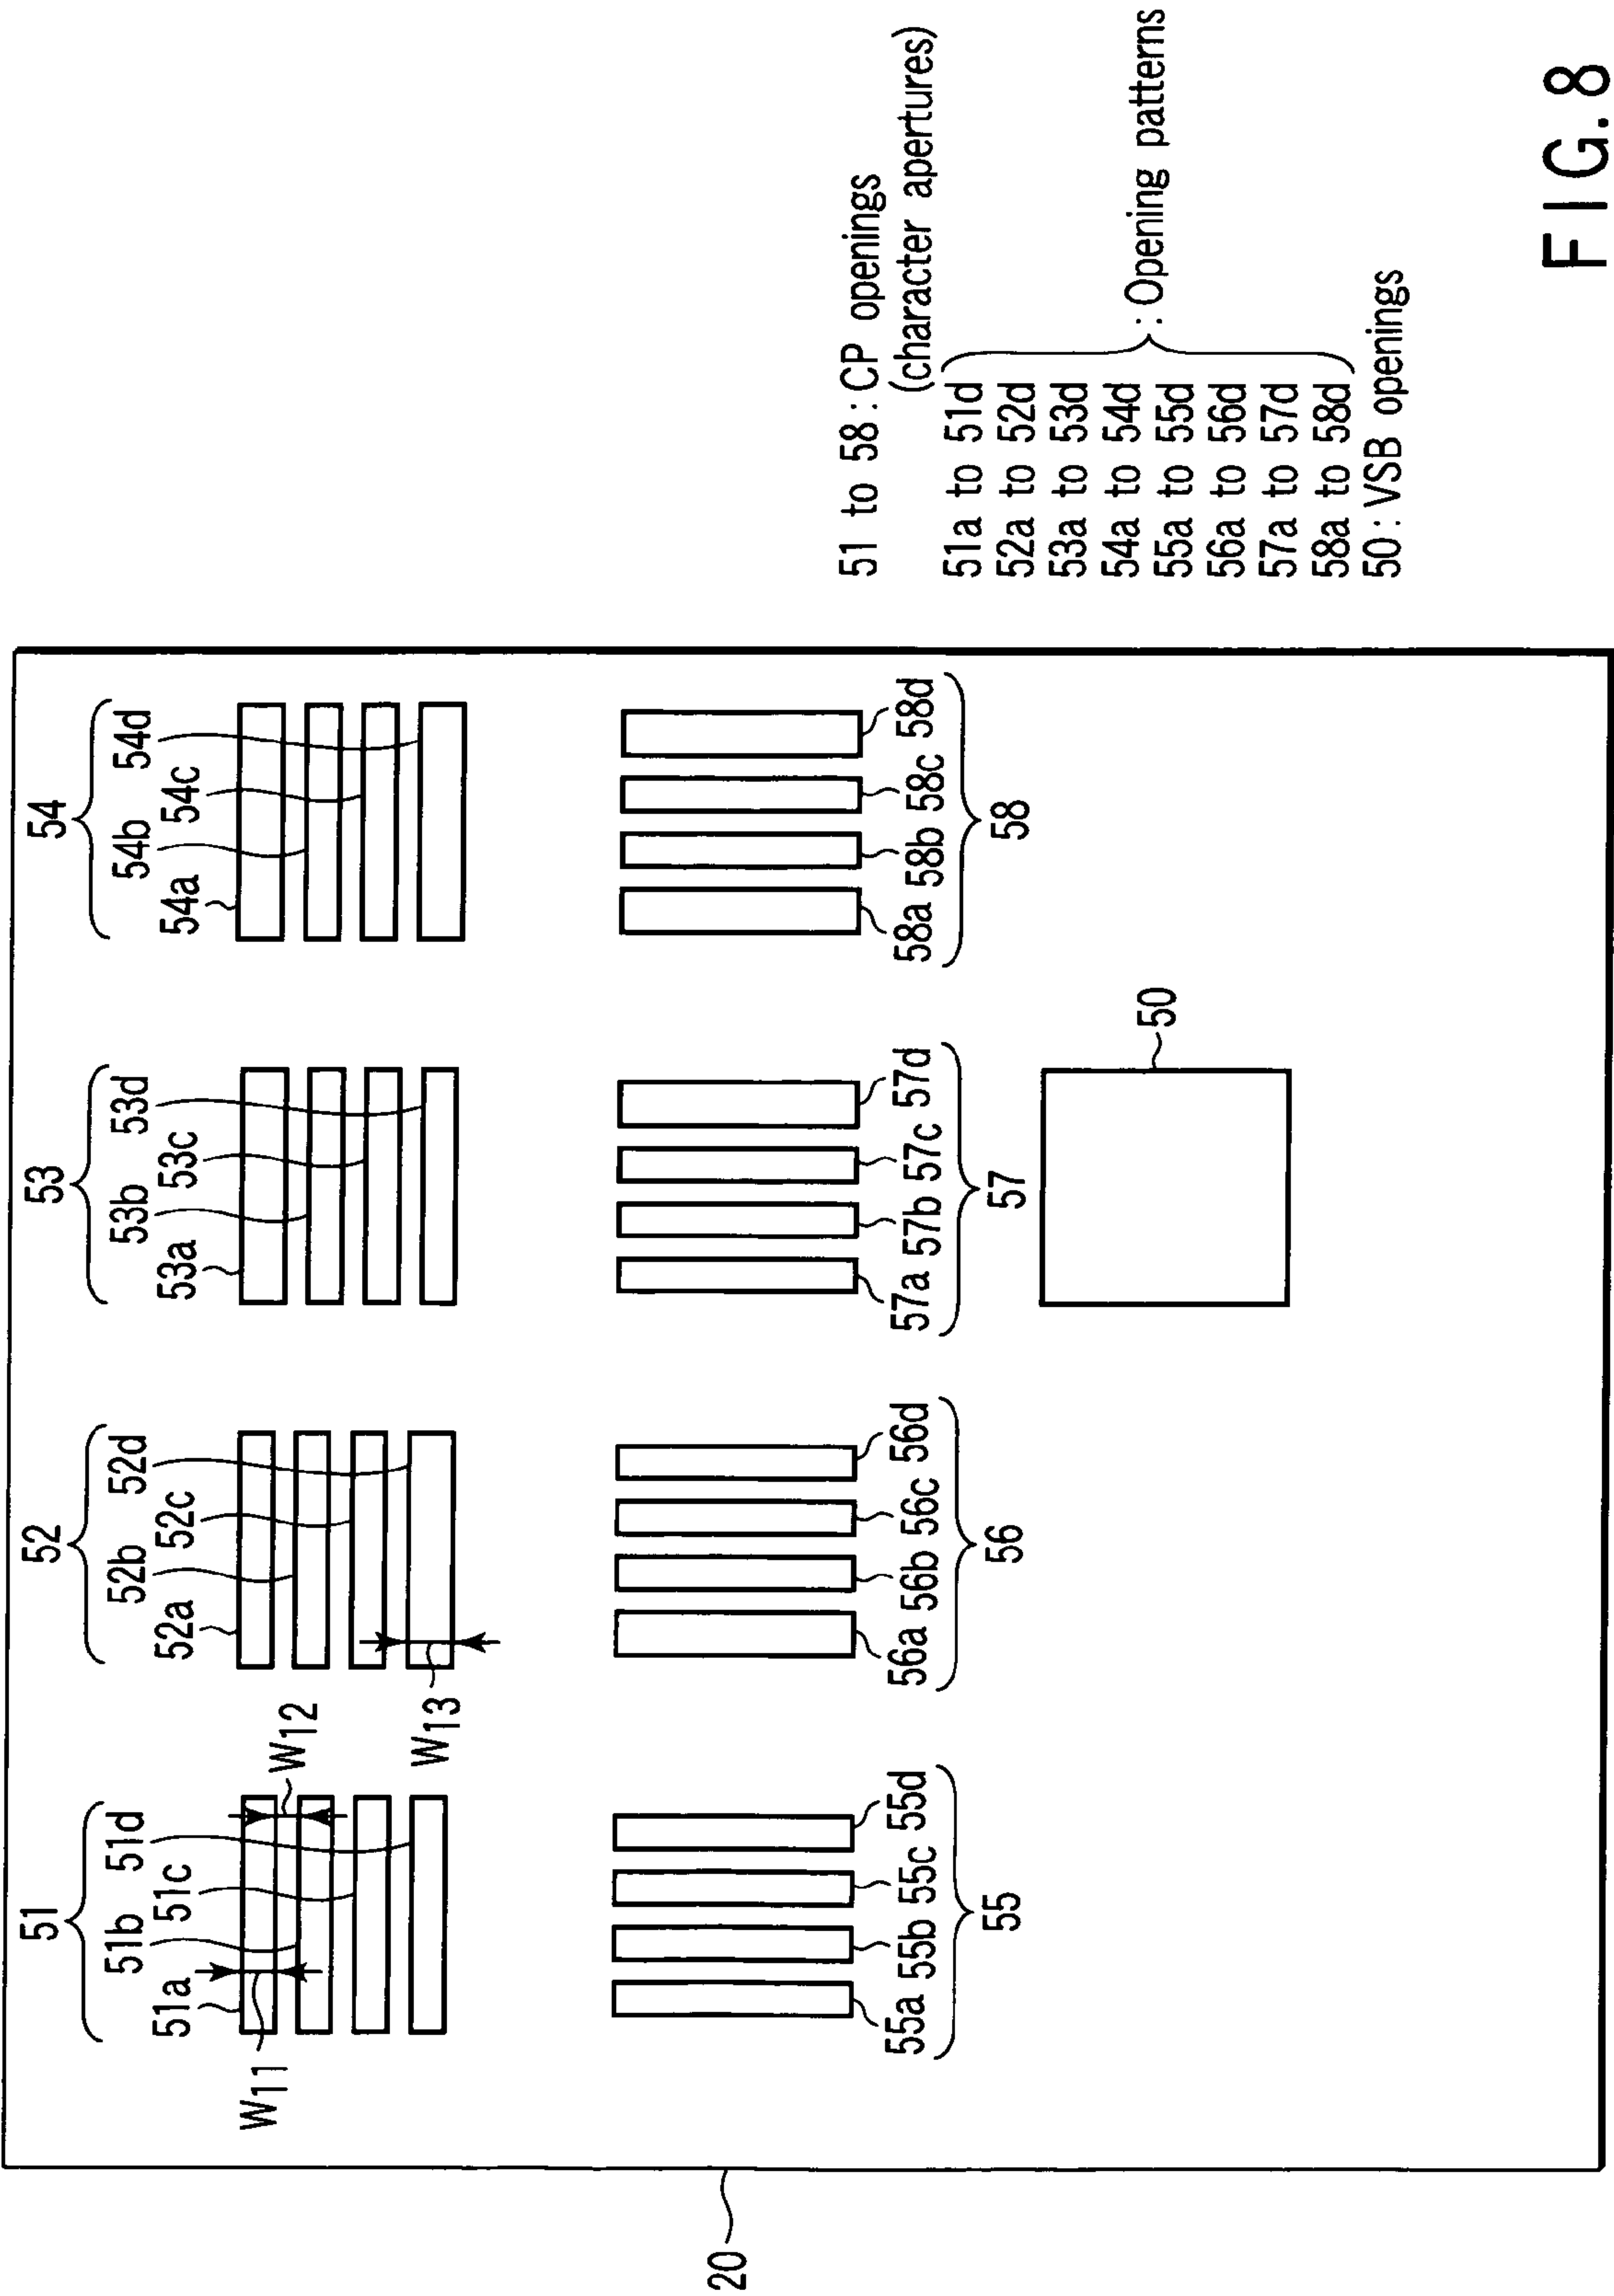 51
52
53
54
51b 51d
52b 52d
53b 53d
54b 54d
51a 51c
52a 52c
53a 53c
54a 54c
W11
W12
W13
20
55a 55b 55c 55d
56a 56b 56c 56d
57a 57b 57c 57d
58a 58b 58c 58d
55
56
57
58
50
51 to 58 : CP openings
(character apertures)
51a to 51d
52a to 52d
53a to 53d
54a to 54d : Opening patterns
55a to 55d
56a to 56d
57a to 57d
58a to 58d
50 : VSB openings
FIG. 8